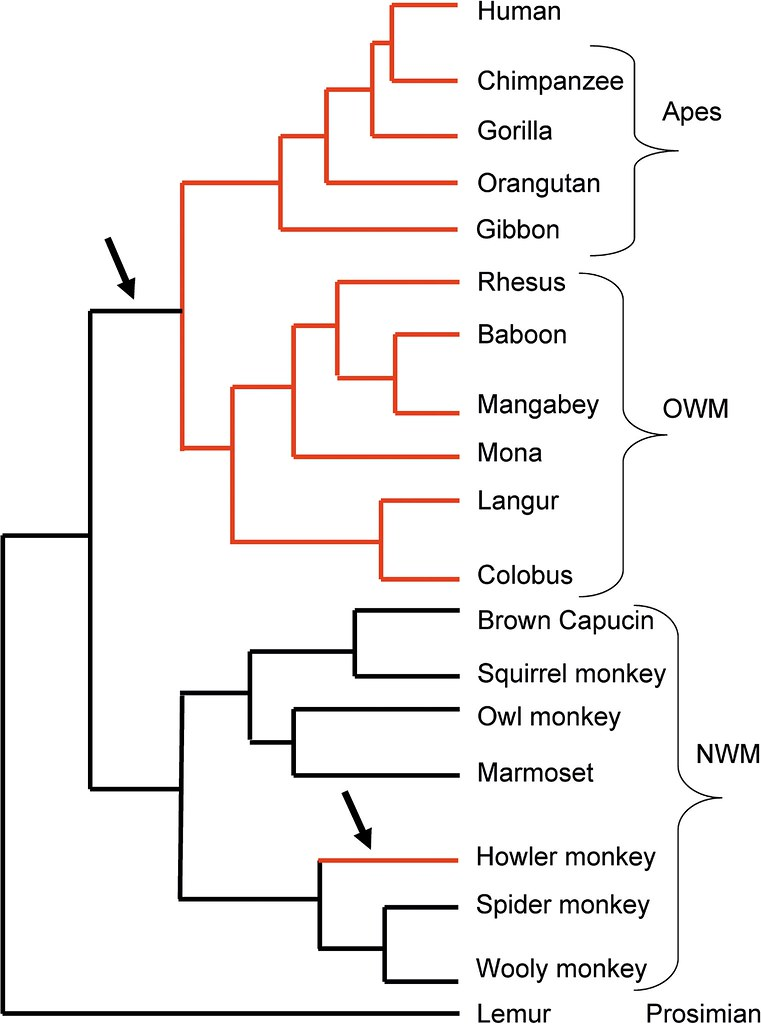 Human
Chimpanzee
Apes
Gorilla
Orangutan
Gibbon
Rhesus
Baboon
Mangabey
OWM
Mona
Langur
Colobus
Brown Capucin
Squirrel monkey
Owl monkey
NWM
Marmoset
Howler monkey
Spider monkey
Wooly monkey
Lemur Prosimian